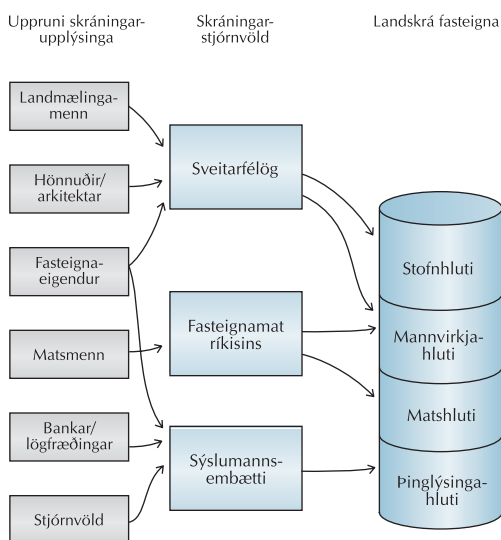 Uppruni skráningar-
upplýsinga
Skráningar-
stjórnvöld
Landskrá fasteigna
Landmælinga-
menn
Hönnuðir/
arkitektar
Fasteigna-
eigendur
Matsmenn
Bankar/
lögfræðingar
Stjórnvöld
Sveitarfélög
Fasteignamat
ríkisins
Sýslumanns-
embætti
Stofnhluti
Mannvirkja-
hluti
Matshluti
Þinglýsinga-
hluti